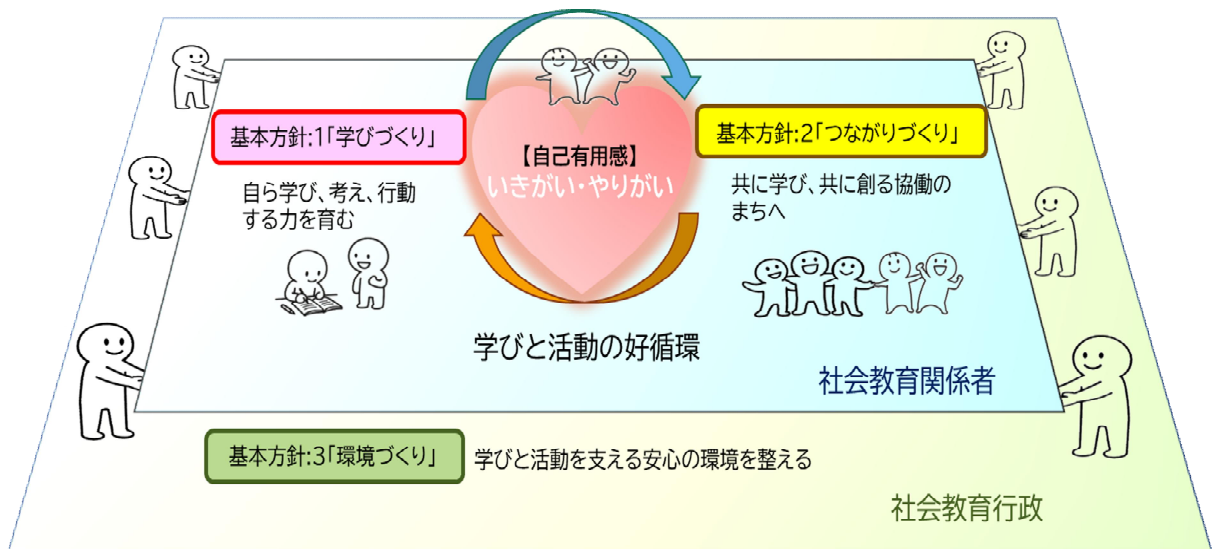 基本方針:1「学びづくり」
自ら学び、考え、行動
する力を育む
【自己有用感】
いきがい・やりがい
基本方針:2「つながりづくり」
共に学び、共に創る協働の
まちへ
学びと活動の好循環
社会教育関係者
基本方針:3「環境づくり」
学びと活動を支える安心の環境を整える
社会教育行政